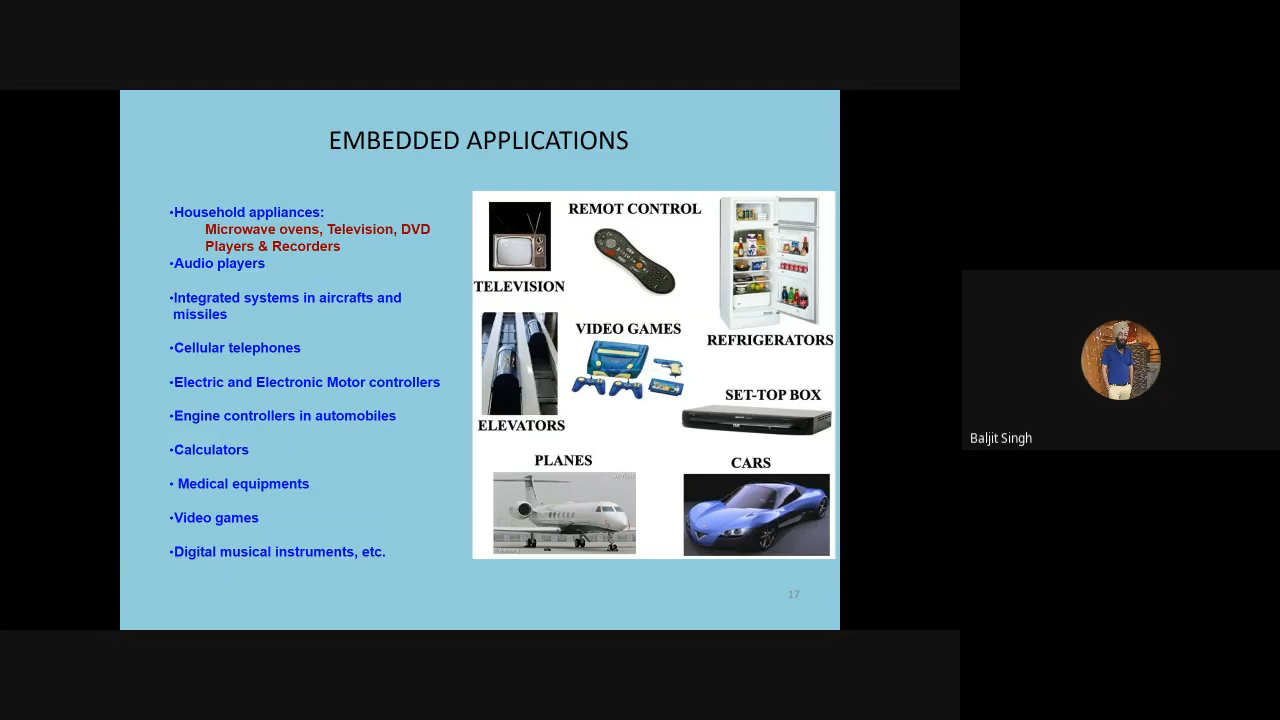 EMBEDDED APPLICATIONS
•Household appliances:
Microwave ovens, Television, DVD
Players & Recorders
•Audio players
•Integrated systems in aircrafts and
missiles
•Cellular telephones
•Electric and Electronic Motor controllers
•Engine controllers in automobiles
•Calculators
• Medical equipments
•Video games
•Digital musical instruments, etc.
REMOT CONTROL
TELEVISION
VIDEO GAMES
REFRIGERATORS
SET-TOP BOX
ELEVATORS
PLANES
CARS
17
Baljit Singh